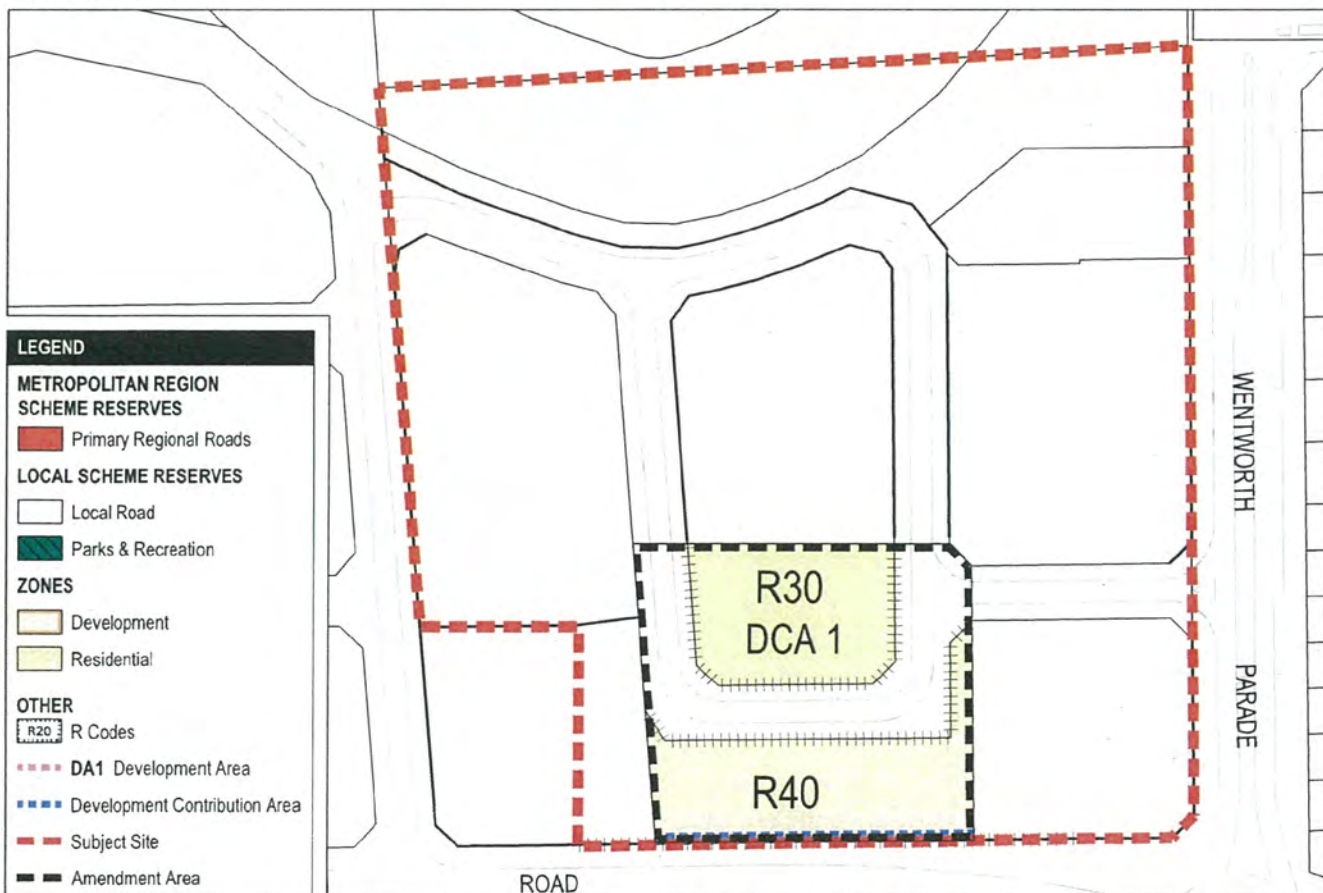 LEGEND
METROPOLITAN REGION
SCHEME RESERVES
Primary Regional Roads
LOCAL SCHEME RESERVES
Local Road
Parks & Recreation
ZONES
Development
Residential
OTHER
R20 R Codes
DA1 Development Area
Development Contribution Area
Subject Site
Amendment Area
R30
DCA 1
R40
ROAD
WENTWORTH
PARADE